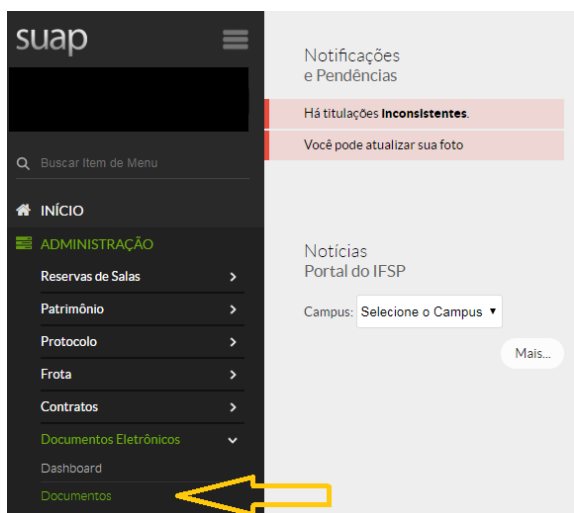 suap
Buscar Item de Menu
INÍCIO
ADMINISTRAÇÃO
Reservas de Salas
Patrimônio
Protocolo
Frota
Contratos
Documentos Eletrônicos
Dashboard
Documentos
Notificações
e Pendências
Há titulações inconsistentes.
Você pode atualizar sua foto
Notícias
Portal do IFSP
Campus: Selecione o Campus
Mais...